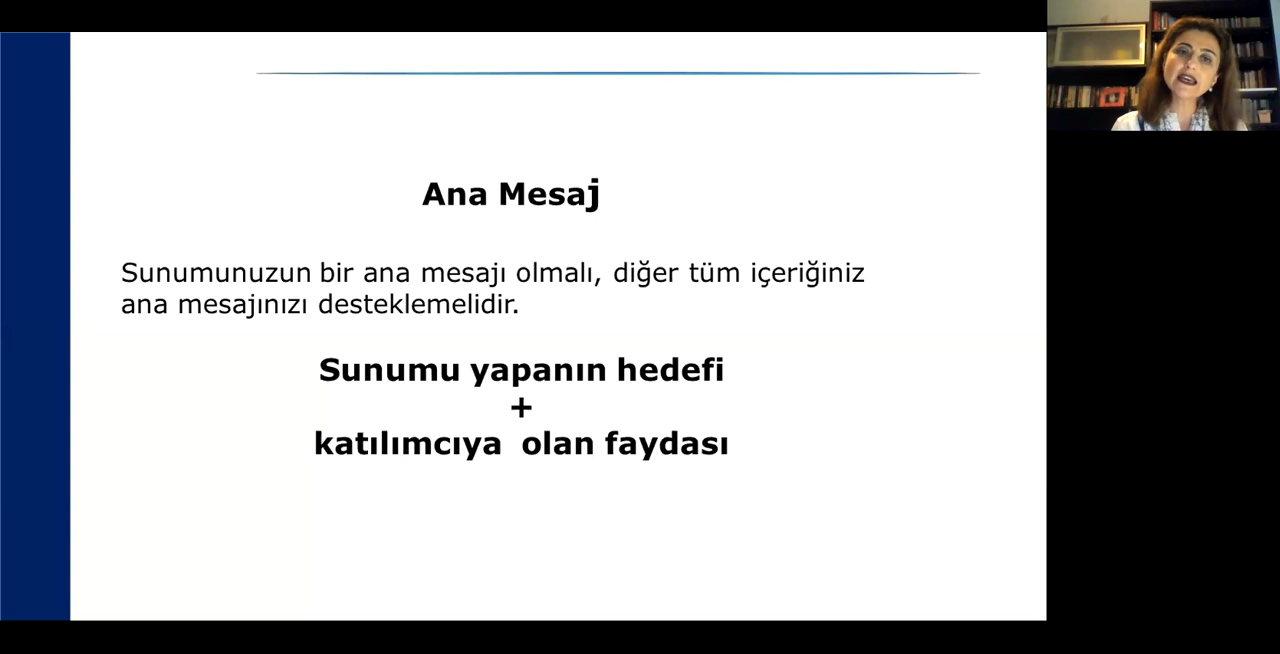 Ana Mesaj
Sunumunuzun bir ana mesajı olmalı, diğer tüm içeriğiniz
ana mesajınızı desteklemelidir.
Sunumu yapanın hedefi
+
katılımcıya olan faydası